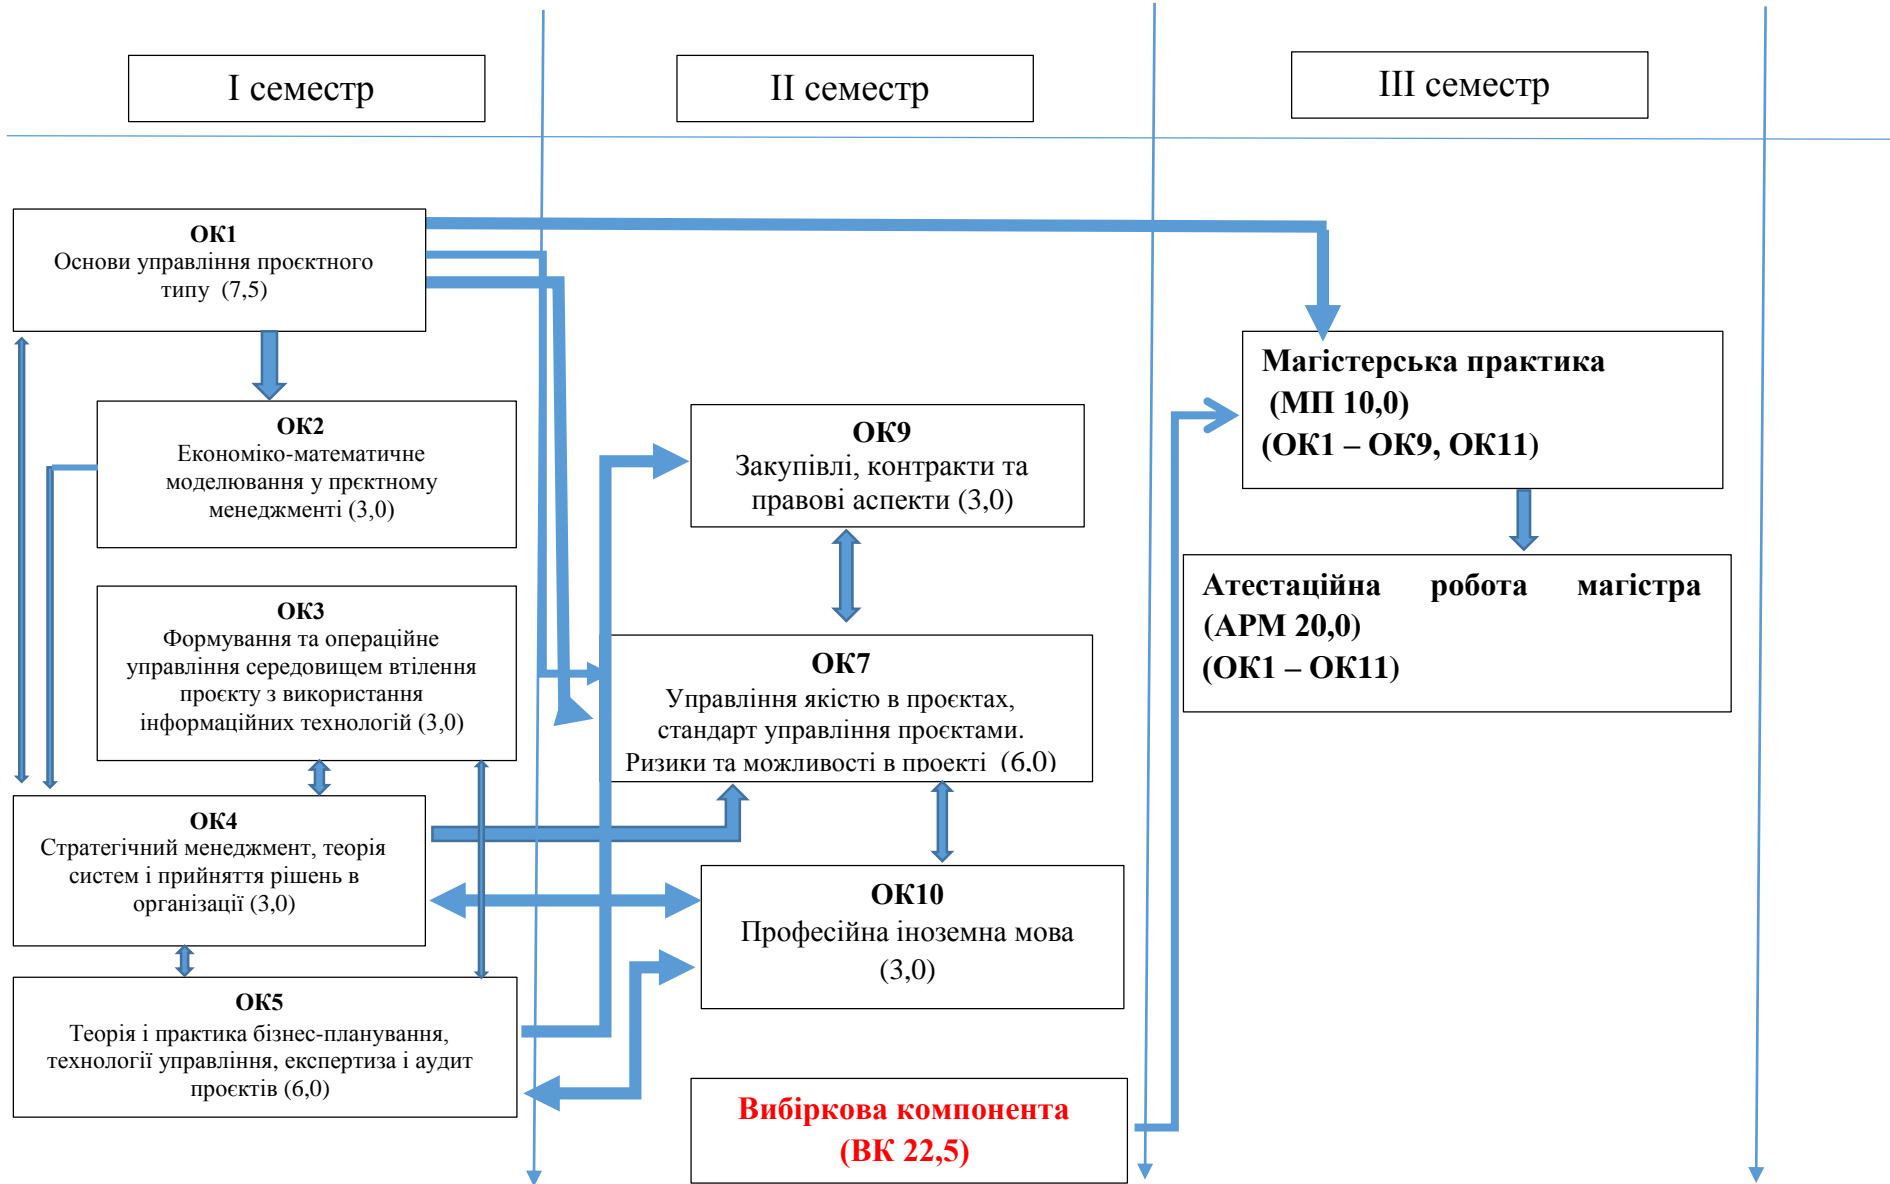 І семестр
ІІ семестр
ІІІ семестр
ОК1
Основи управління проєктного
типу (7,5)
ОК2
Економіко-математичне
моделювання у прєктному
менеджменті (3,0)
ОК3
Формування та операційне
управління середовищем втілення
проєкту з використання
інформаційних технологій (3,0)
ОК4
Стратегічний менеджмент, теорія
систем і прийняття рішень в
організації (3,0)
ОК5
Теорія і практика бізнес-планування,
технології управління, експертиза і аудит
проєктів (6,0)
ОК9
Закупівлі, контракти та
правові аспекти (3,0)
ОК7
Управління якістю в проєктах,
стандарт управління проєктами.
Ризики та можливості в проекті (6,0)
ОК10
Професійна іноземна мова
(3,0)
Вибіркова компонента
(ВК 22,5)
Магістерська практика
(МП 10,0)
(ОК1 – ОК9, ОК11)
Атестаційна робота магістра
(АРМ 20,0)
(ОК1 – ОК11)